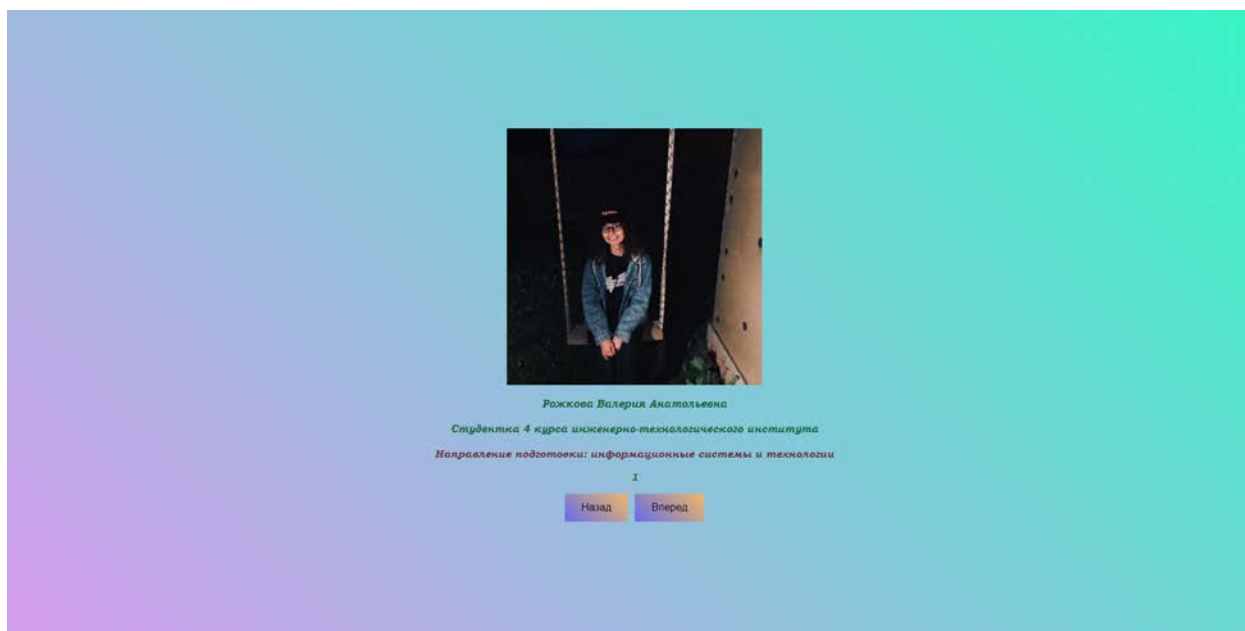 Рожкова Валерия Анатольевна
Студентка 4 курса инженерно-технологического института
Направление подготовки: информационные системы и технологии
1
Назад Вперед